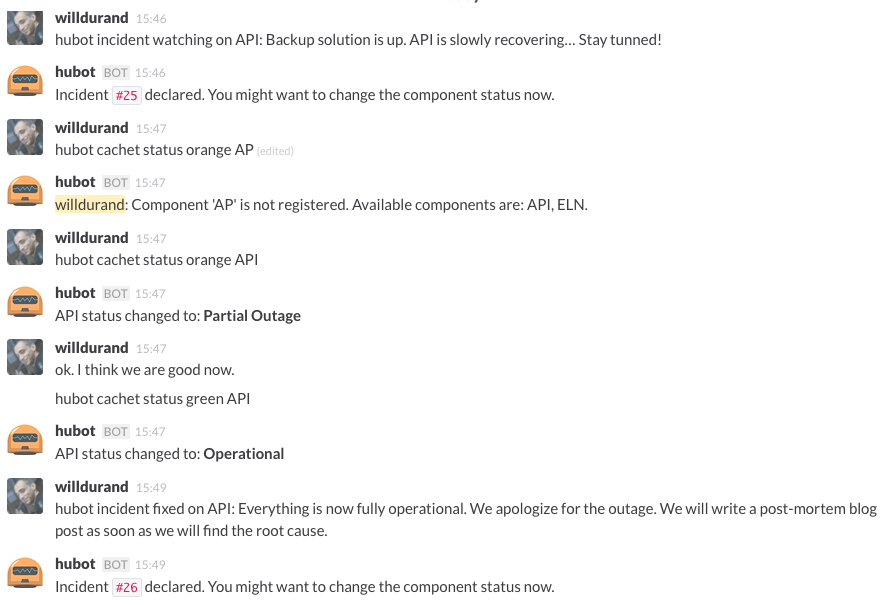 willdurand 15:46
hubot incident watching on API: Backup solution is up. API is slowly recovering... Stay tunned!
hubot BOT 15:46
Incident #25 declared. You might want to change the component status now.
willdurand 15:47
hubot cachet status orange AP (edited)
hubot BOT 15:47
willdurand: Component 'AP' is not registered. Available components are: API, ELN.
willdurand 15:47
hubot cachet status orange API
hubot BOT 15:47
API status changed to: Partial Outage
willdurand 15:47
ok. I think we are good now.
hubot cachet status green API
hubot BOT 15:47
API status changed to: Operational
willdurand 15:49
hubot incident fixed on API: Everything is now fully operational. We apologize for the outage. We will write a post-mortem blog
post as soon as we will find the root cause.
hubot BOT 15:49
Incident #26 declared. You might want to change the component status now.